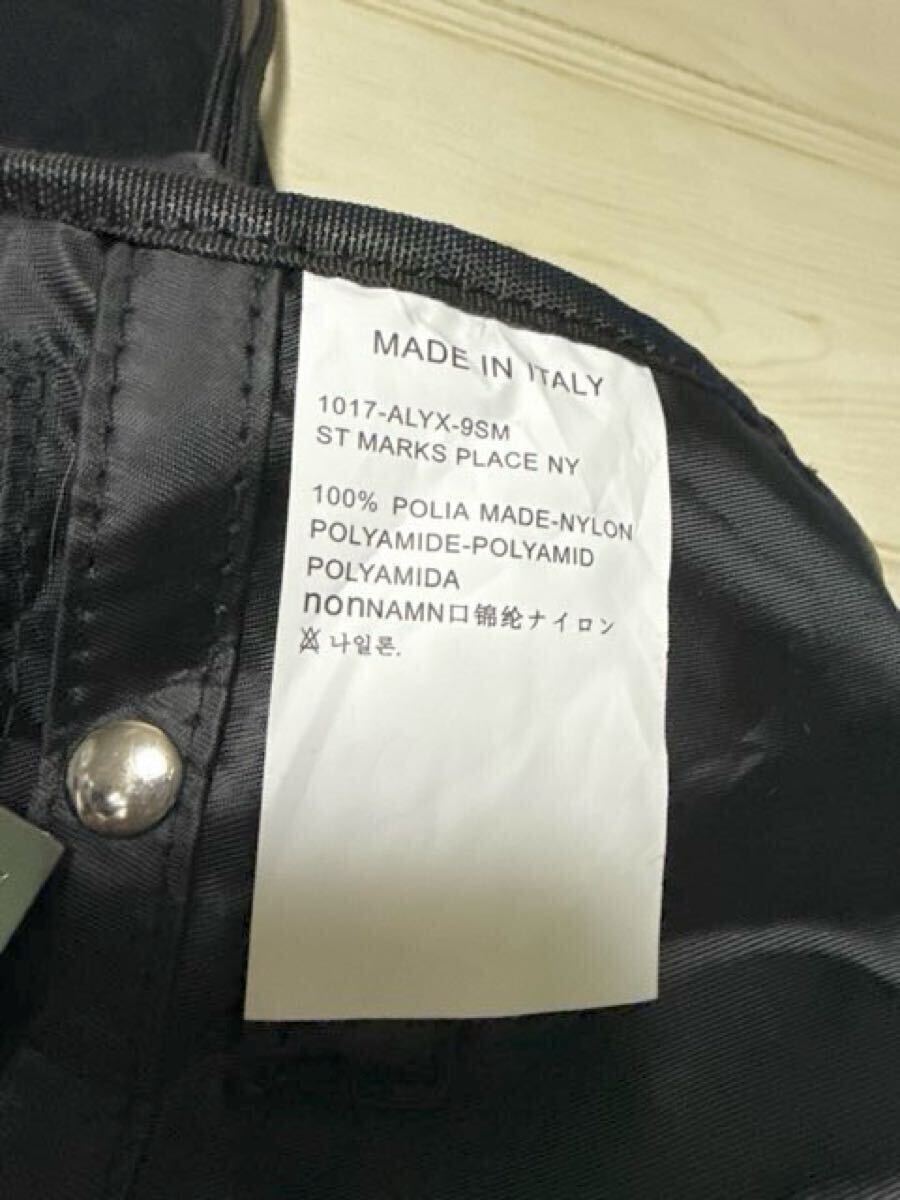 MADE IN ITALY
1017-ALYX-9SM
ST MARKS PLACE NY
100% POLIA MADE-NYLON
POLYAMIDE-POLYAMID
POLYAMIDA
nonNAMN口锦纶ナイロン
나일론.